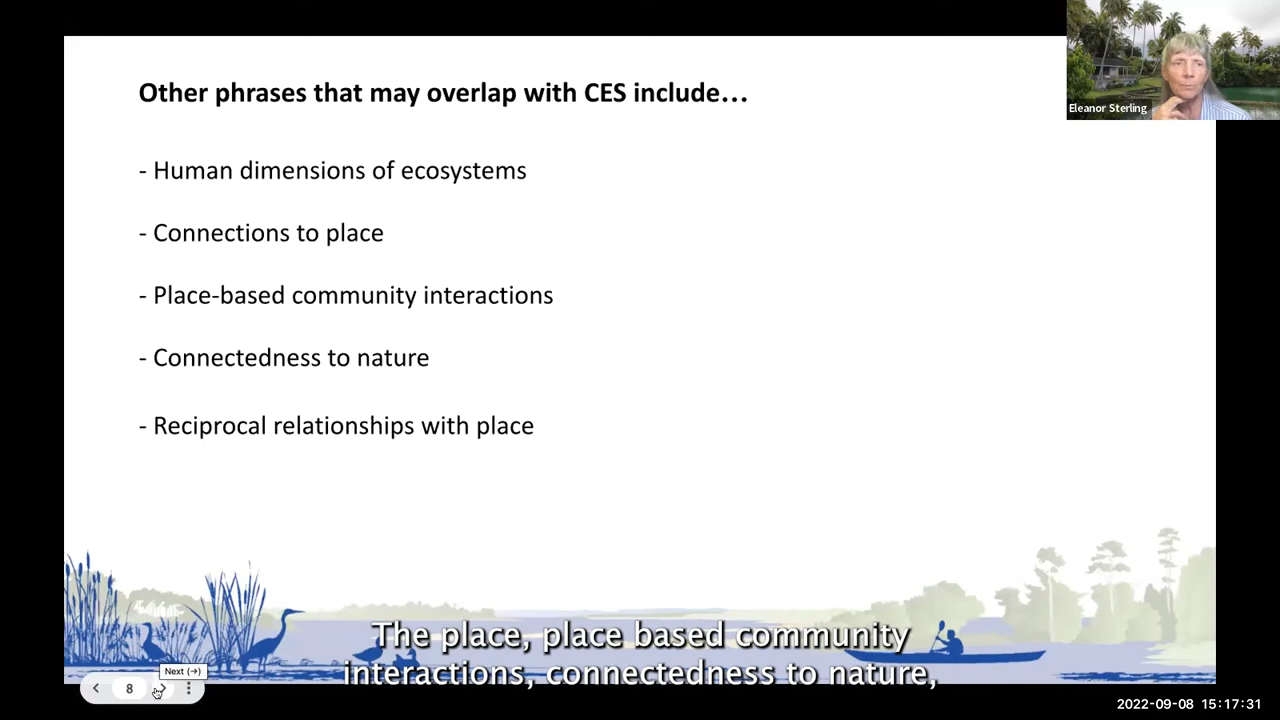 Other phrases that may overlap with CES include…
Eleanor Sterling
- Human dimensions of ecosystems
- Connections to place
- Place-based community interactions
- Connectedness to nature
- Reciprocal relationships with place
The place, place based community
interactions, connectedness to nature,
Next (→)
8
2022-09-08 15:17:31